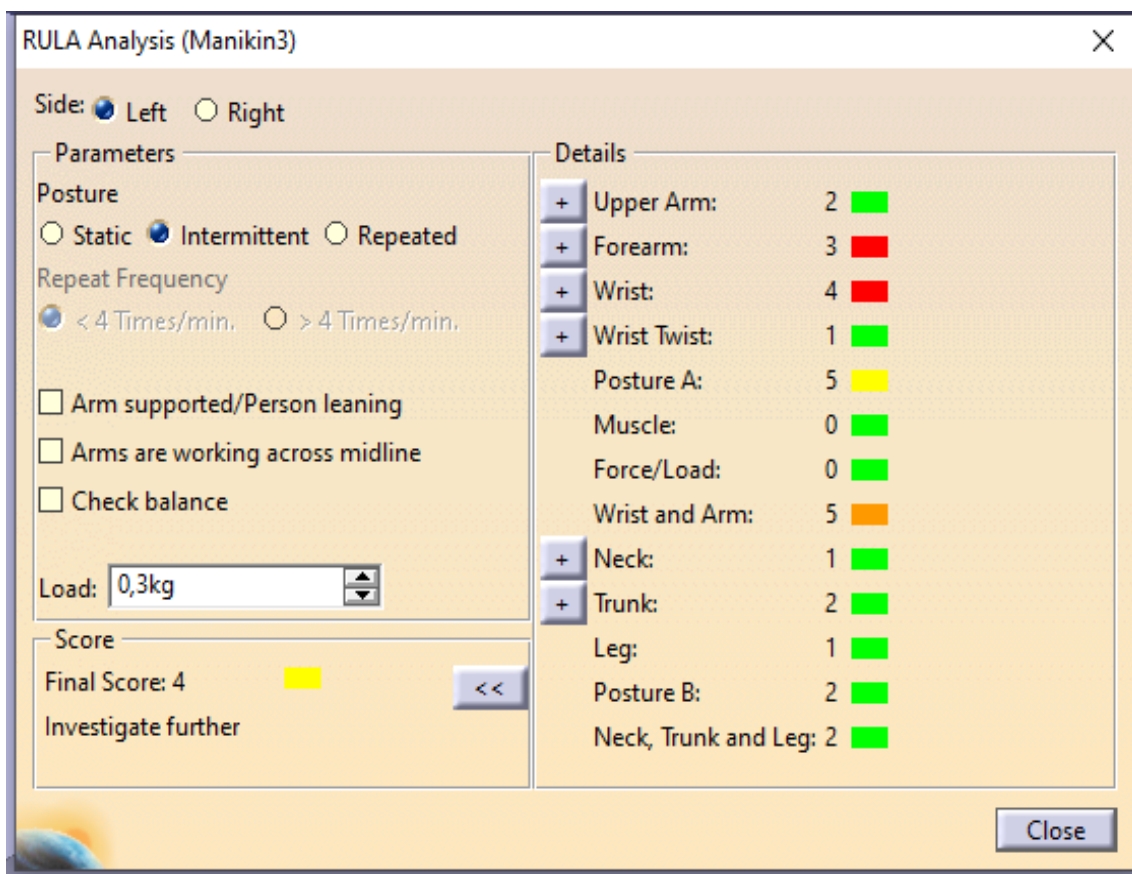 RULA Analysis (Manikin3)
Side: Left Right
Parameters
Posture
Static Intermittent Repeated
Repeat Frequency
< 4 Times/min. > 4 Times/min.
Arm supported/Person leaning
Arms are working across midline
Check balance
Load: 0,3kg
Score
Final Score: 4
<<
Investigate further
Details
+ Upper Arm: 2
+ Forearm: 3
+ Wrist: 4
+ Wrist Twist: 1
Posture A: 5
Muscle: 0
Force/Load: 0
Wrist and Arm: 5
+ Neck: 1
+ Trunk: 2
Leg: 1
Posture B: 2
Neck, Trunk and Leg: 2
Close